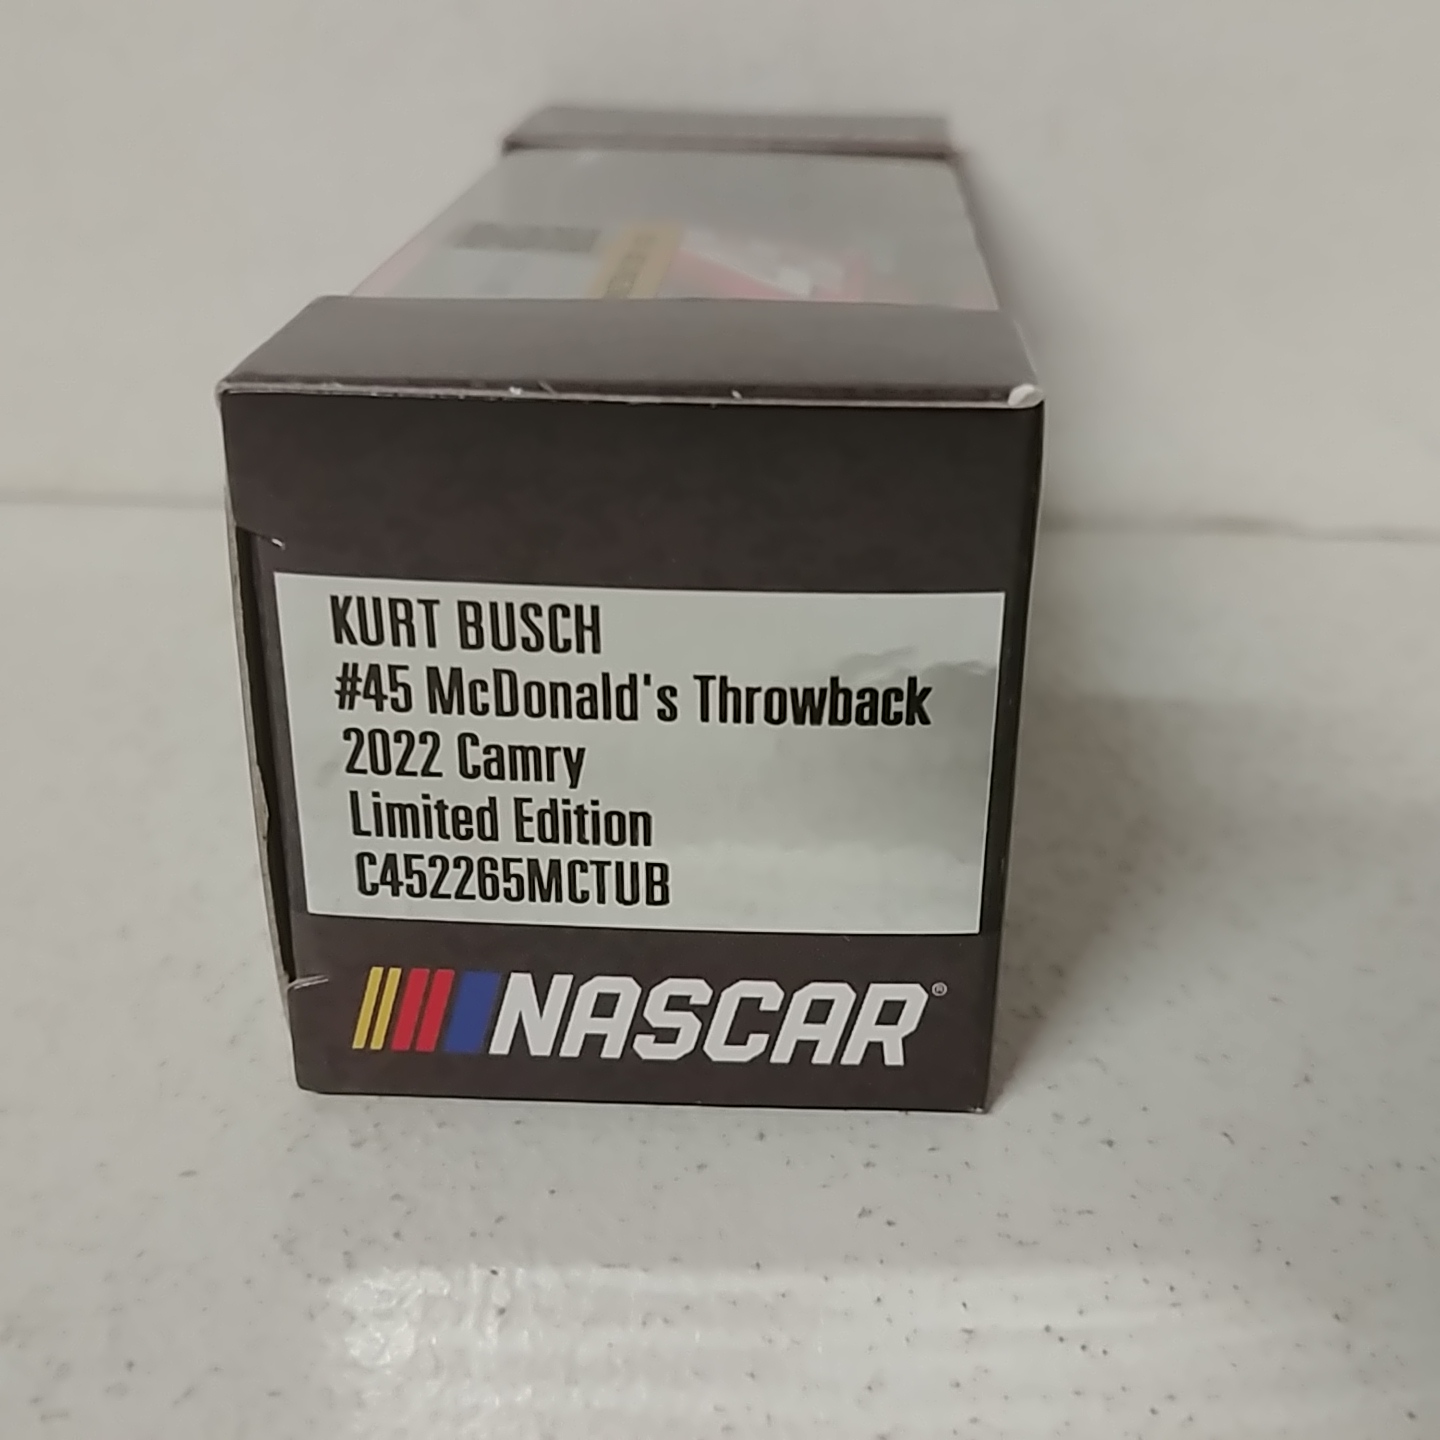 KURT BUSCH
#45 McDonald's Throwback
2022 Camry
Limited Edition
C452265MCTUB
NASCAR®